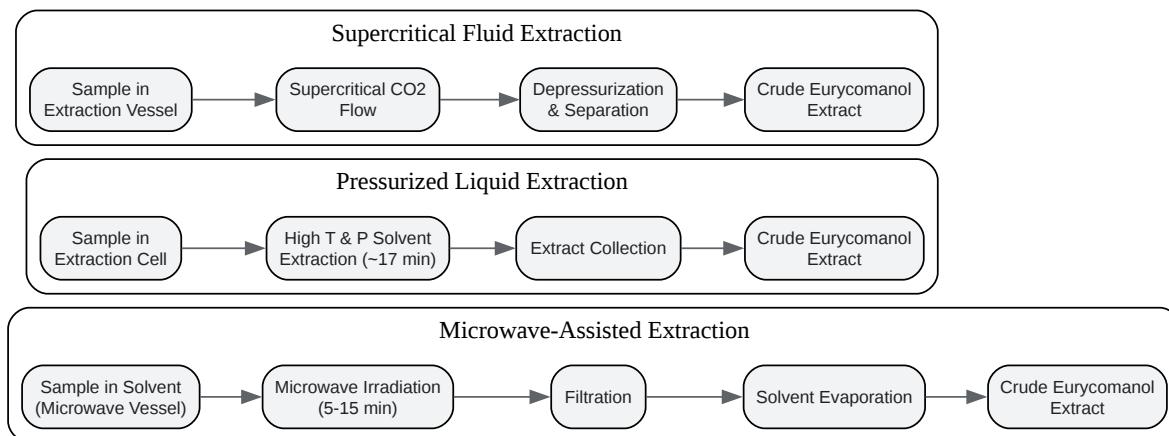 Supercritical Fluid Extraction
Sample in
Extraction Vessel
Supercritical CO2
Flow
Depressurization
& Separation
Crude Eurycomanol
Extract
Pressurized Liquid Extraction
Sample in
Extraction Cell
High T & P Solvent
Extraction (~17 min)
Extract Collection
Crude Eurycomanol
Extract
Microwave-Assisted Extraction
Sample in Solvent
(Microwave Vessel)
Microwave Irradiation
(5-15 min)
Filtration
Solvent Evaporation
Crude Eurycomanol
Extract